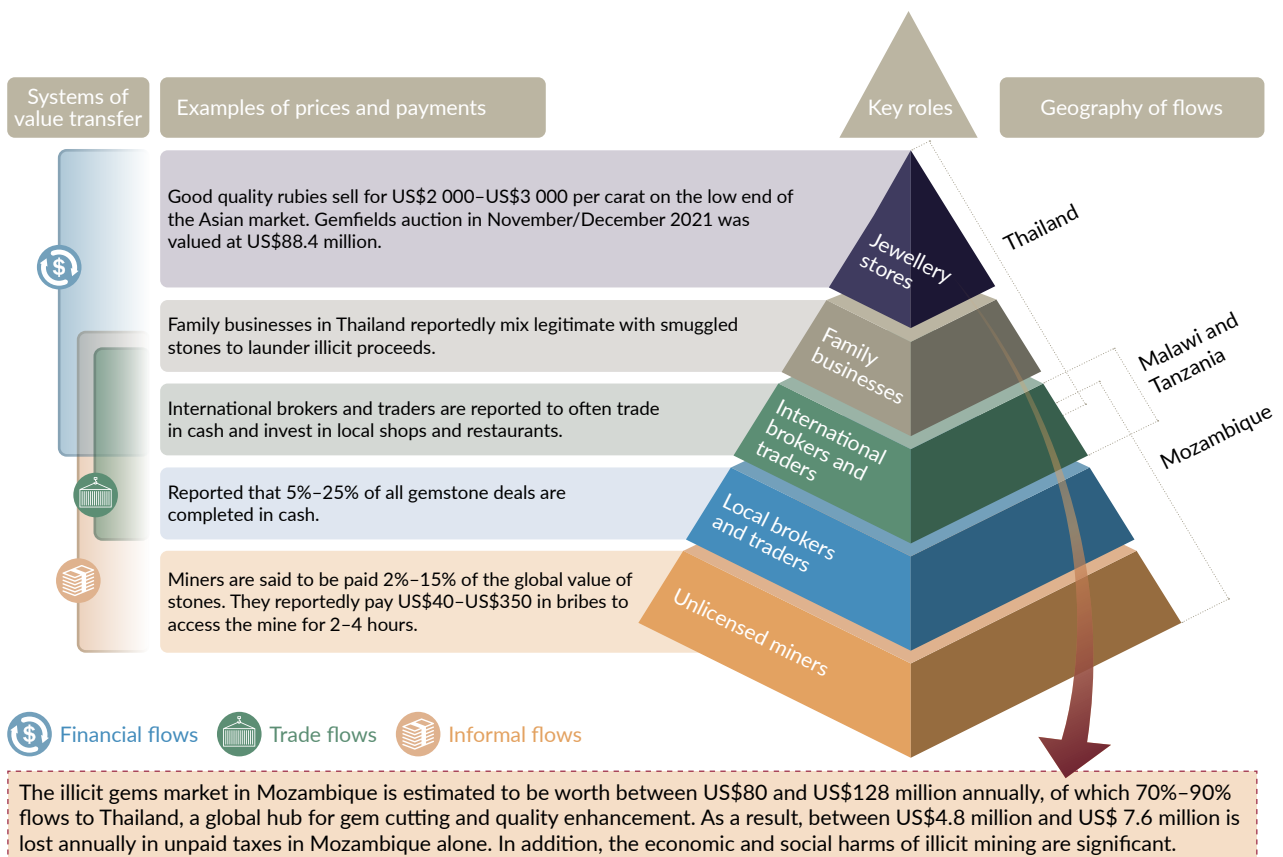 Systems of
value transfer
Examples of prices and payments
Key roles
Geography of flows
Good quality rubies sell for US$2 000–US$3 000 per carat on the low end of
the Asian market. Gemfields auction in November/December 2021 was
valued at US$88.4 million.
Jewellery
stores
Thailand
Family businesses in Thailand reportedly mix legitimate with smuggled
stones to launder illicit proceeds.
Family
businesses
Malawi and
Tanzania
International brokers and traders are reported to often trade
in cash and invest in local shops and restaurants.
International
brokers and
traders
Mozambique
Reported that 5%–25% of all gemstone deals are
completed in cash.
Local brokers
and traders
Miners are said to be paid 2%–15% of the global value of
stones. They reportedly pay US$40–US$350 in bribes to
access the mine for 2–4 hours.
Unlicensed miners
$ Financial flows
Trade flows
Informal flows
The illicit gems market in Mozambique is estimated to be worth between US$80 and US$128 million annually, of which 70%–90%
flows to Thailand, a global hub for gem cutting and quality enhancement. As a result, between US$4.8 million and US$ 7.6 million is
lost annually in unpaid taxes in Mozambique alone. In addition, the economic and social harms of illicit mining are significant.